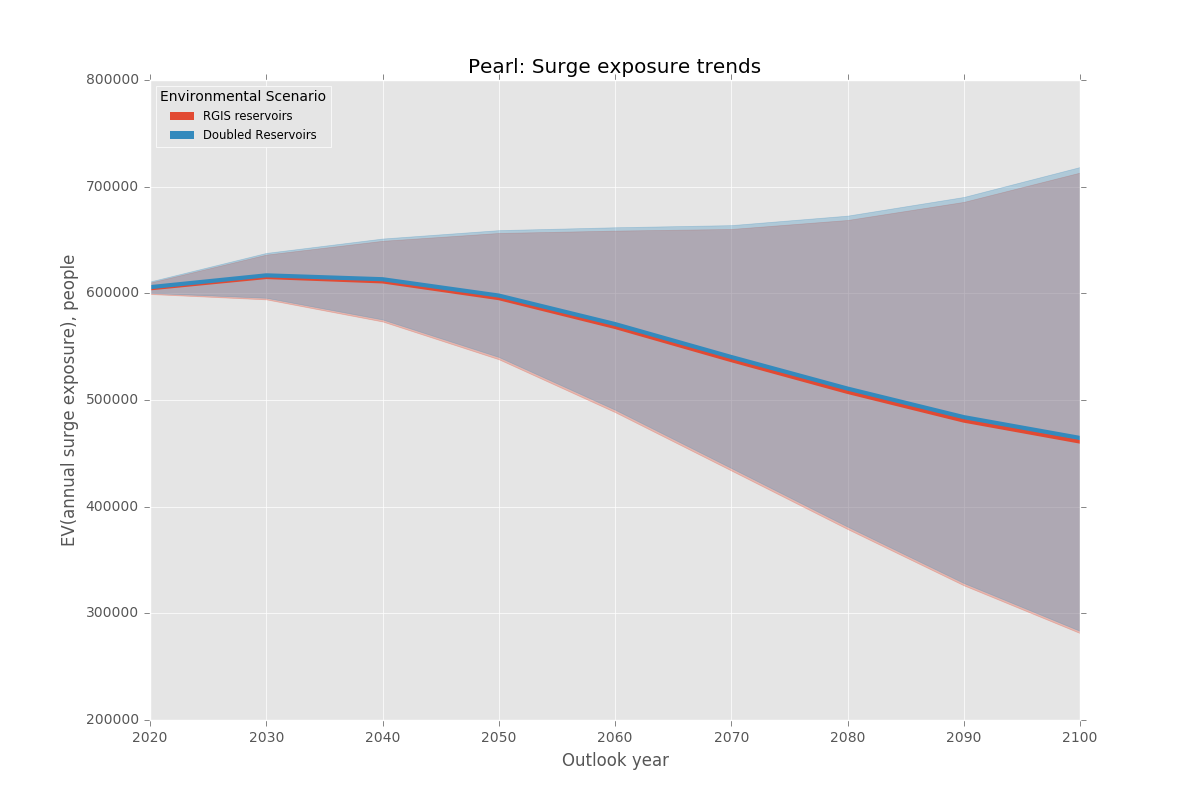 Pearl: Surge exposure trends
800000
Environmental Scenario
RGIS reservoirs
Doubled Reservoirs
700000
600000
500000
400000
300000
200000
EV(annual surge exposure), people
2020 2030 2040 2050 2060 2070 2080 2090 2100
Outlook year